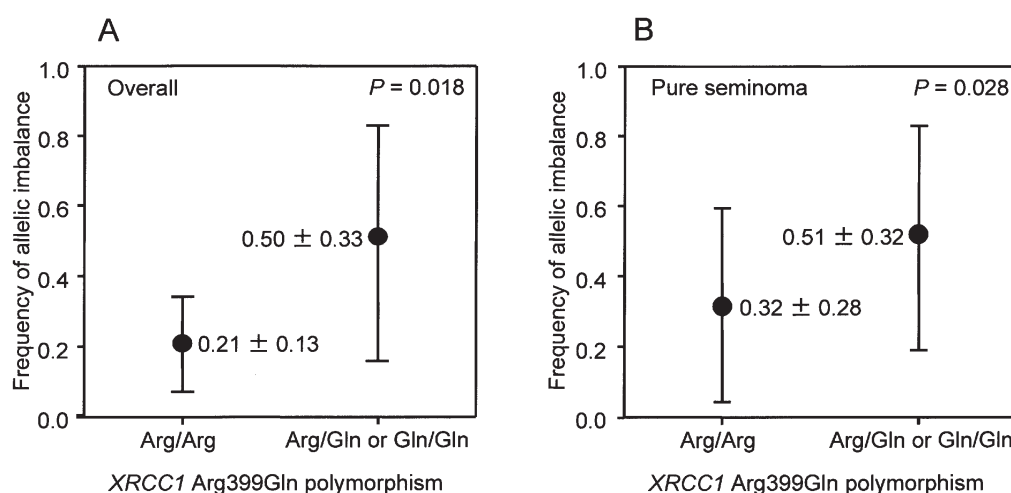 A
Overall
P = 0.018
Frequency of allelic imbalance
1.0
0.8
0.6
0.4
0.2
0.0
0.50 ± 0.33
0.21 ± 0.13
Arg/Arg
Arg/Gln or Gln/Gln
XRCC1 Arg399Gln polymorphism
B
Pure seminoma
P = 0.028
Frequency of allelic imbalance
1.0
0.8
0.6
0.4
0.2
0.0
0.51 ± 0.32
0.32 ± 0.28
Arg/Arg
Arg/Gln or Gln/Gln
XRCC1 Arg399Gln polymorphism